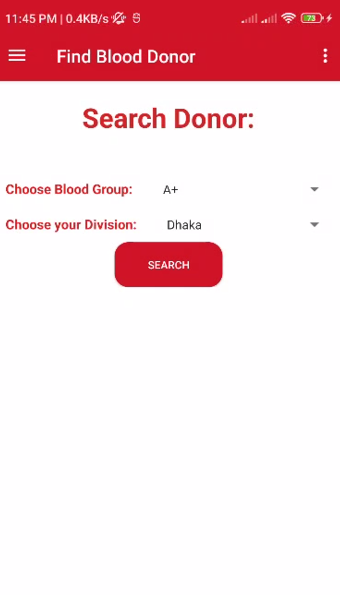 11:45 PM | 0.4KB/s
73
Find Blood Donor
Search Donor:
Choose Blood Group: A+
Choose your Division: Dhaka
SEARCH